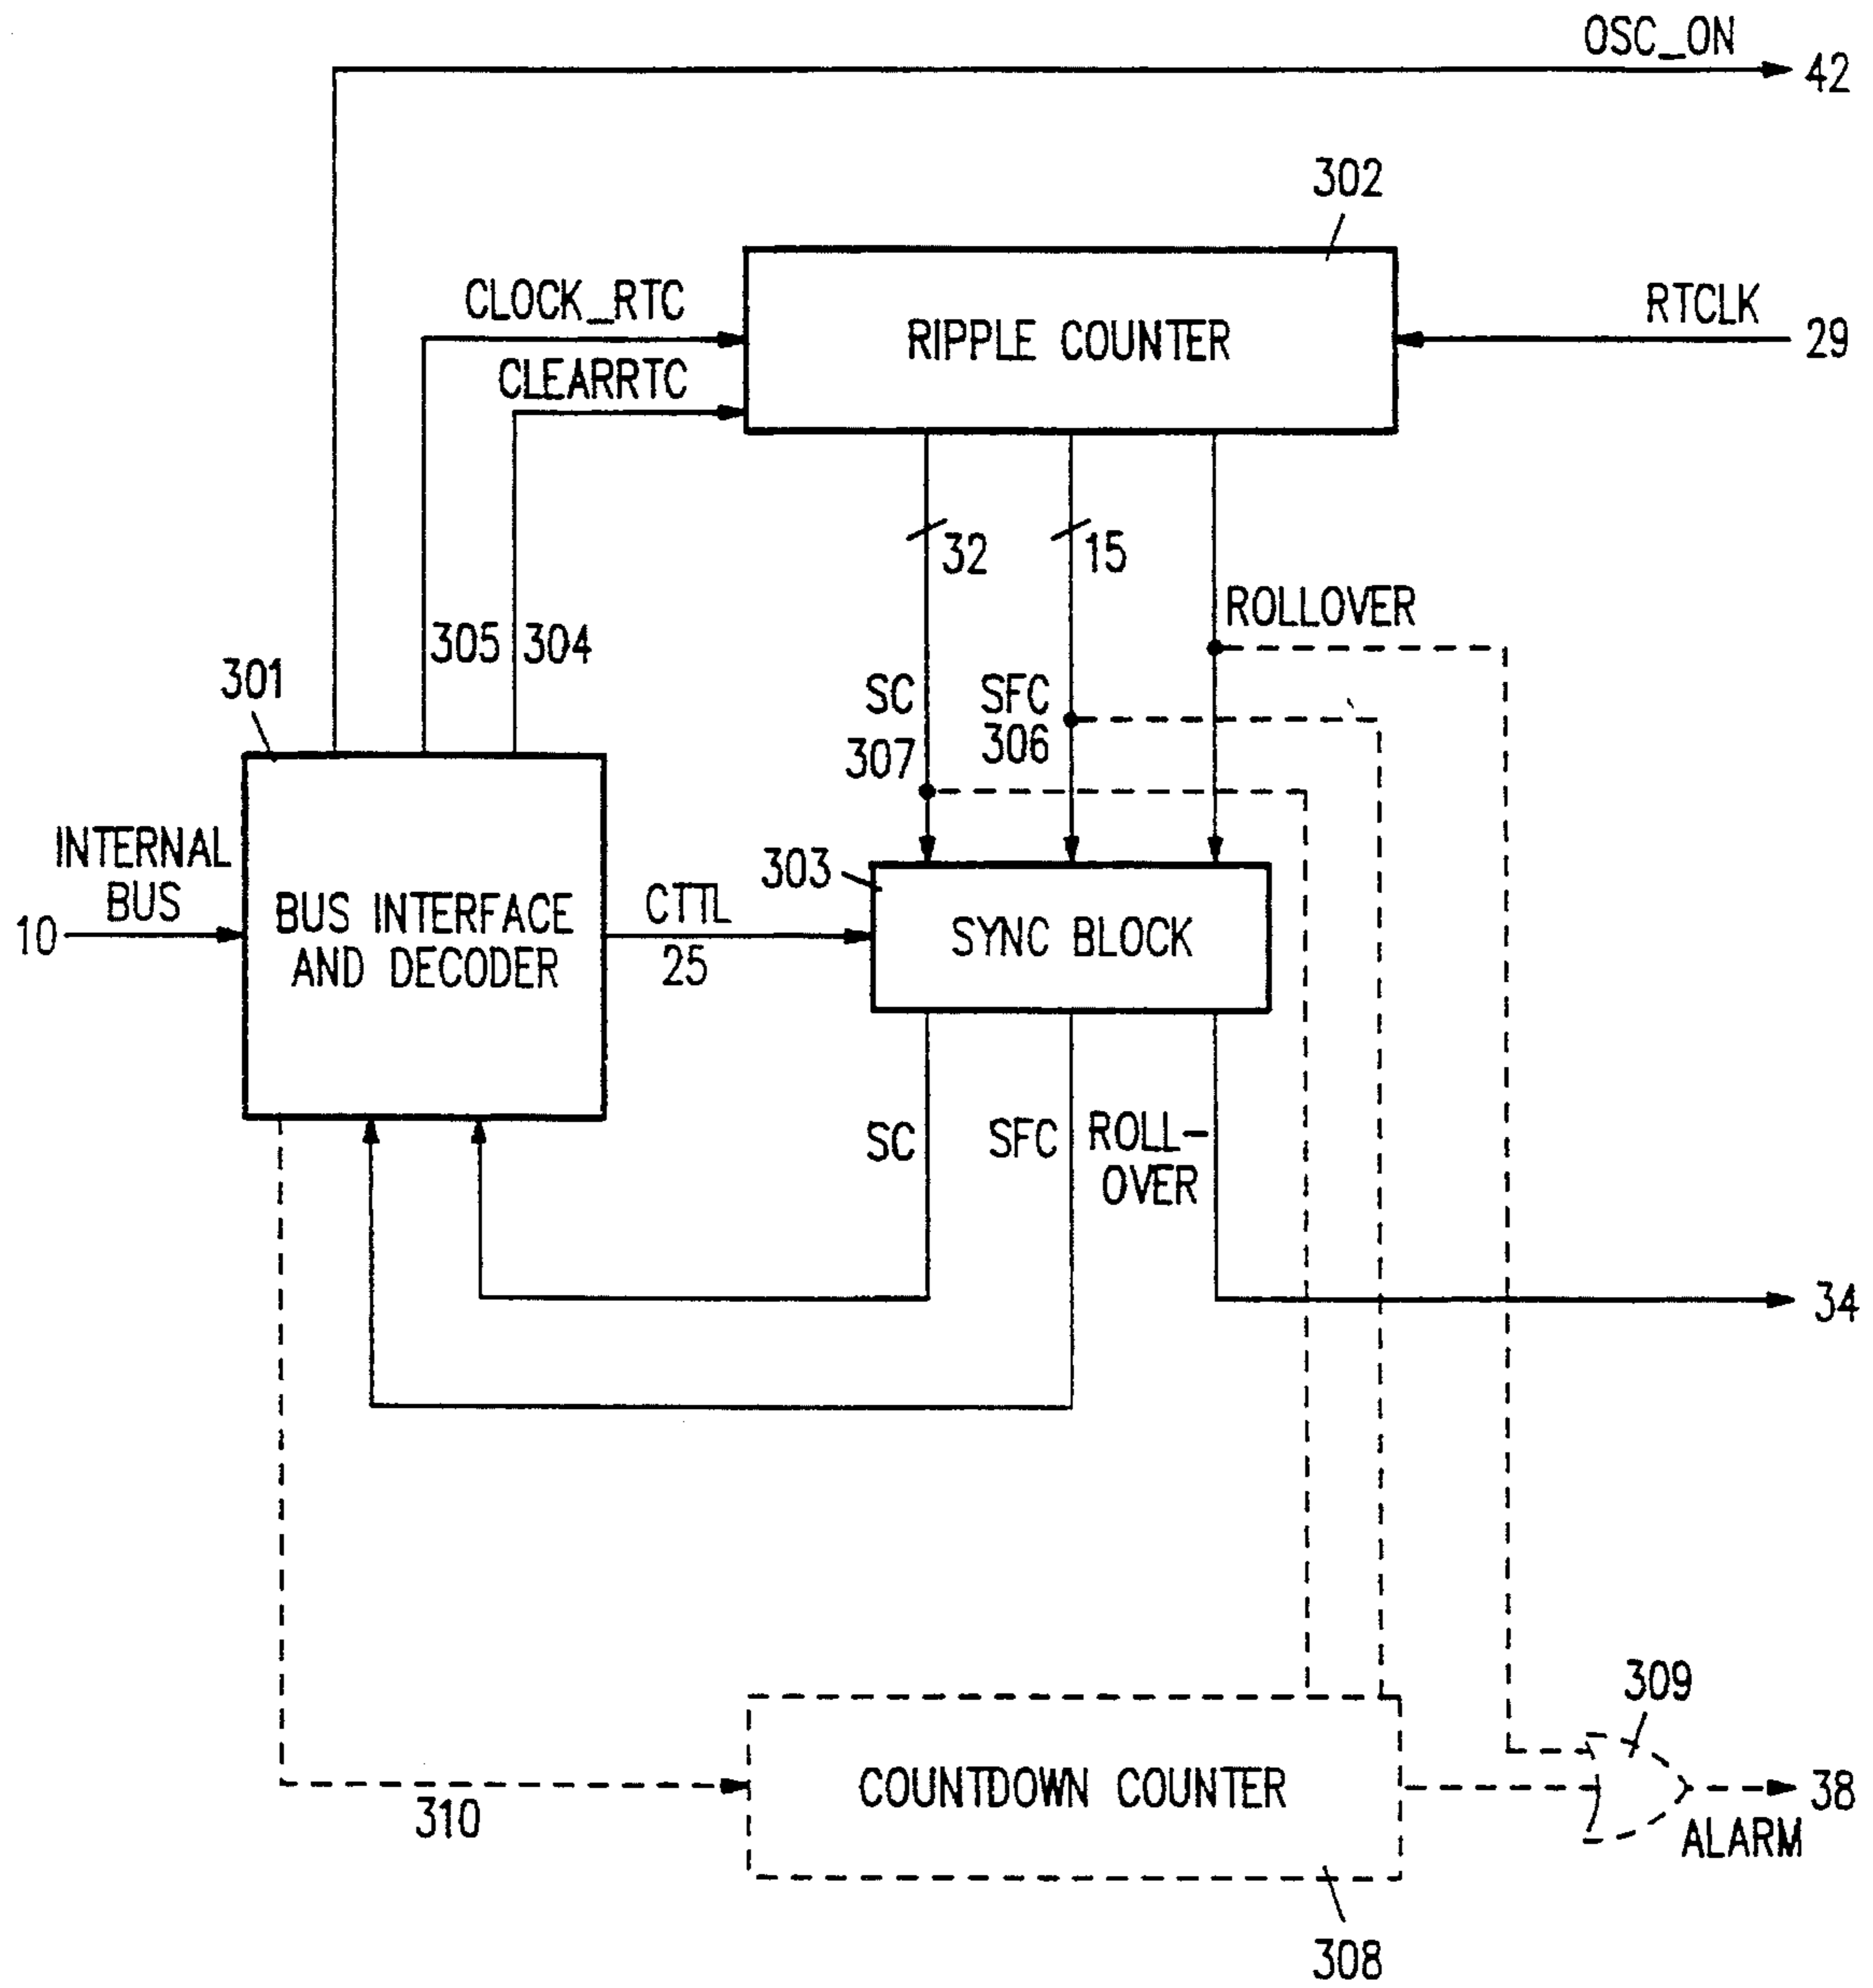 OSC_ON
42
302
CLOCK_RTC
RIPPLE COUNTER
RTCLK
29
CLEARRTC
32
15
ROLLOVER
305
304
301
SC
307
SFC
306
INTERNAL
BUS
10
BUS INTERFACE
AND DECODER
CTTL
25
303
SYNC BLOCK
SC
SFC
ROLL-
OVER
34
309
310
COUNTDOWN COUNTER
38
ALARM
308